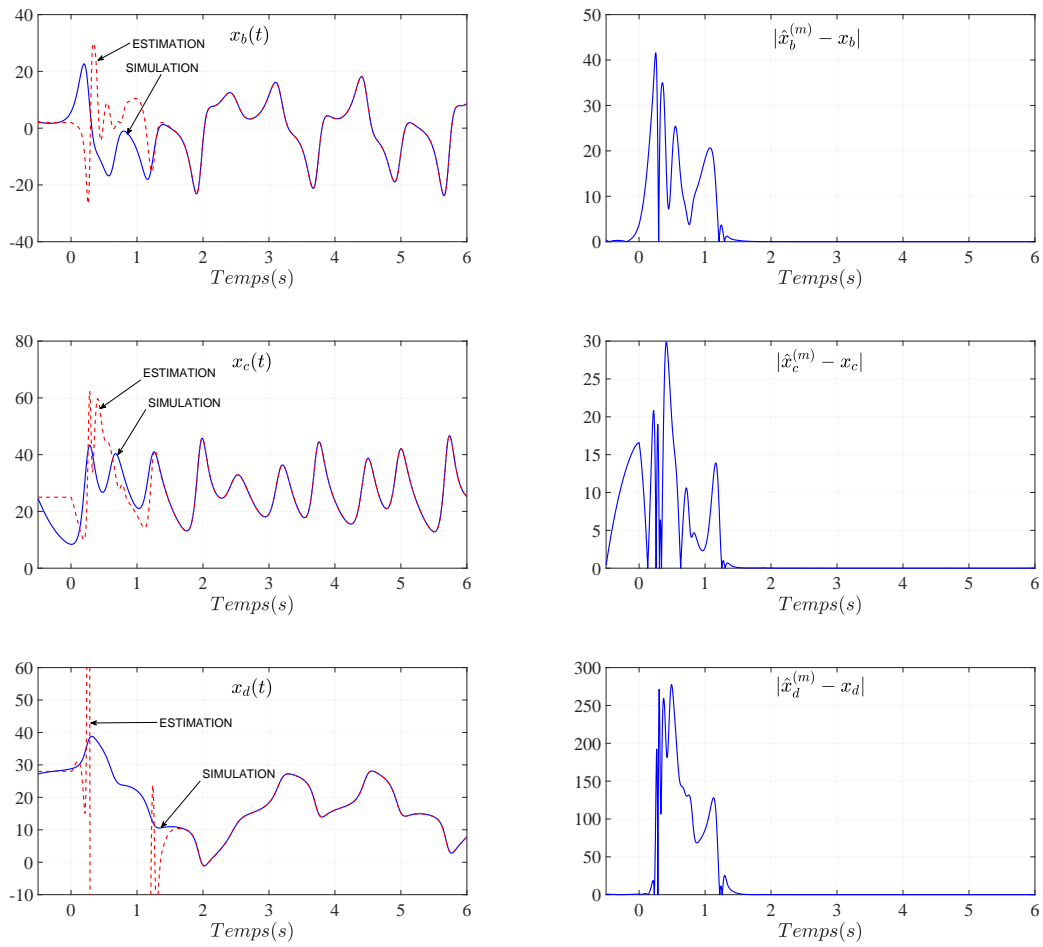 x_b(t)
ESTIMATION
SIMULATION
40
20
0
-20
-40
0 1 2 3 4 5 6
Temps(s)
|x̂_b^(m) − x_b|
50
40
30
20
10
0
0 1 2 3 4 5 6
Temps(s)
x_c(t)
ESTIMATION
SIMULATION
80
60
40
20
0
0 1 2 3 4 5 6
Temps(s)
|x̂_c^(m) − x_c|
30
25
20
15
10
5
0
0 1 2 3 4 5 6
Temps(s)
x_d(t)
ESTIMATION
SIMULATION
60
50
40
30
20
10
0
-10
0 1 2 3 4 5 6
Temps(s)
|x̂_d^(m) − x_d|
300
250
200
150
100
50
0
0 1 2 3 4 5 6
Temps(s)